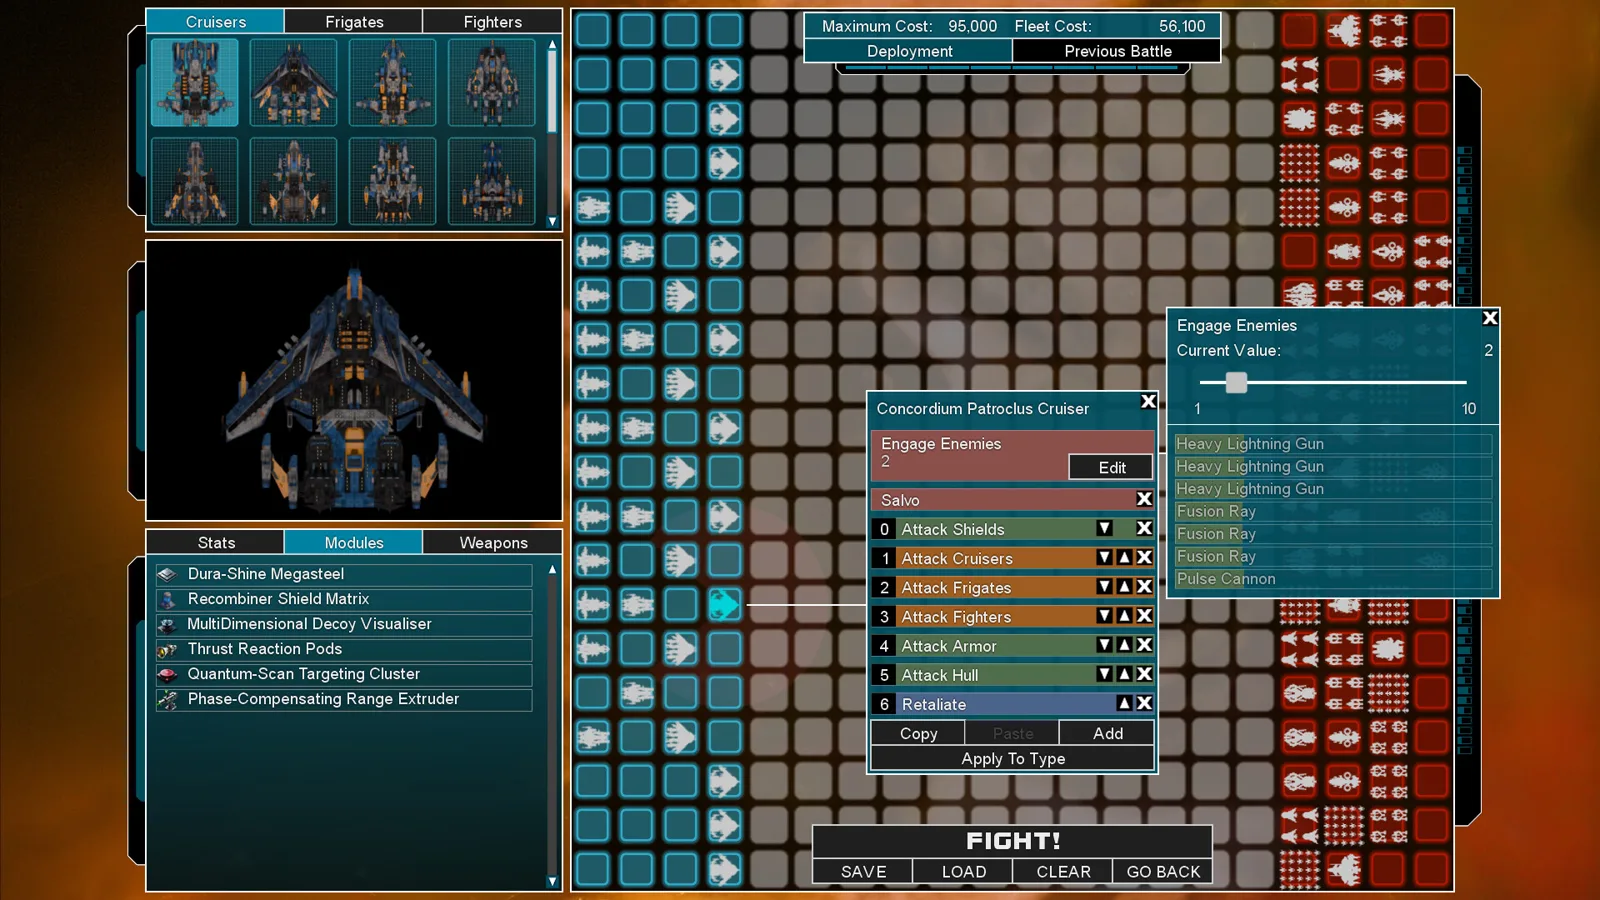 Cruisers Frigates Fighters
Maximum Cost: 95,000 Fleet Cost: 56,100
Deployment Previous Battle
Stats Modules Weapons
Dura-Shine Megasteel
Recombiner Shield Matrix
MultiDimensional Decoy Visualiser
Thrust Reaction Pods
Quantum-Scan Targeting Cluster
Phase-Compensating Range Extruder
Concordium Patroclus Cruiser X
Engage Enemies
2
Edit
Salvo X
0 Attack Shields X
1 Attack Cruisers X
2 Attack Frigates X
3 Attack Fighters X
4 Attack Armor X
5 Attack Hull X
6 Retaliate X
Copy Paste Add
Apply To Type
Engage Enemies X
Current Value: 2
1 10
Heavy Lightning Gun
Heavy Lightning Gun
Heavy Lightning Gun
Fusion Ray
Fusion Ray
Fusion Ray
Pulse Cannon
FIGHT!
SAVE LOAD CLEAR GO BACK